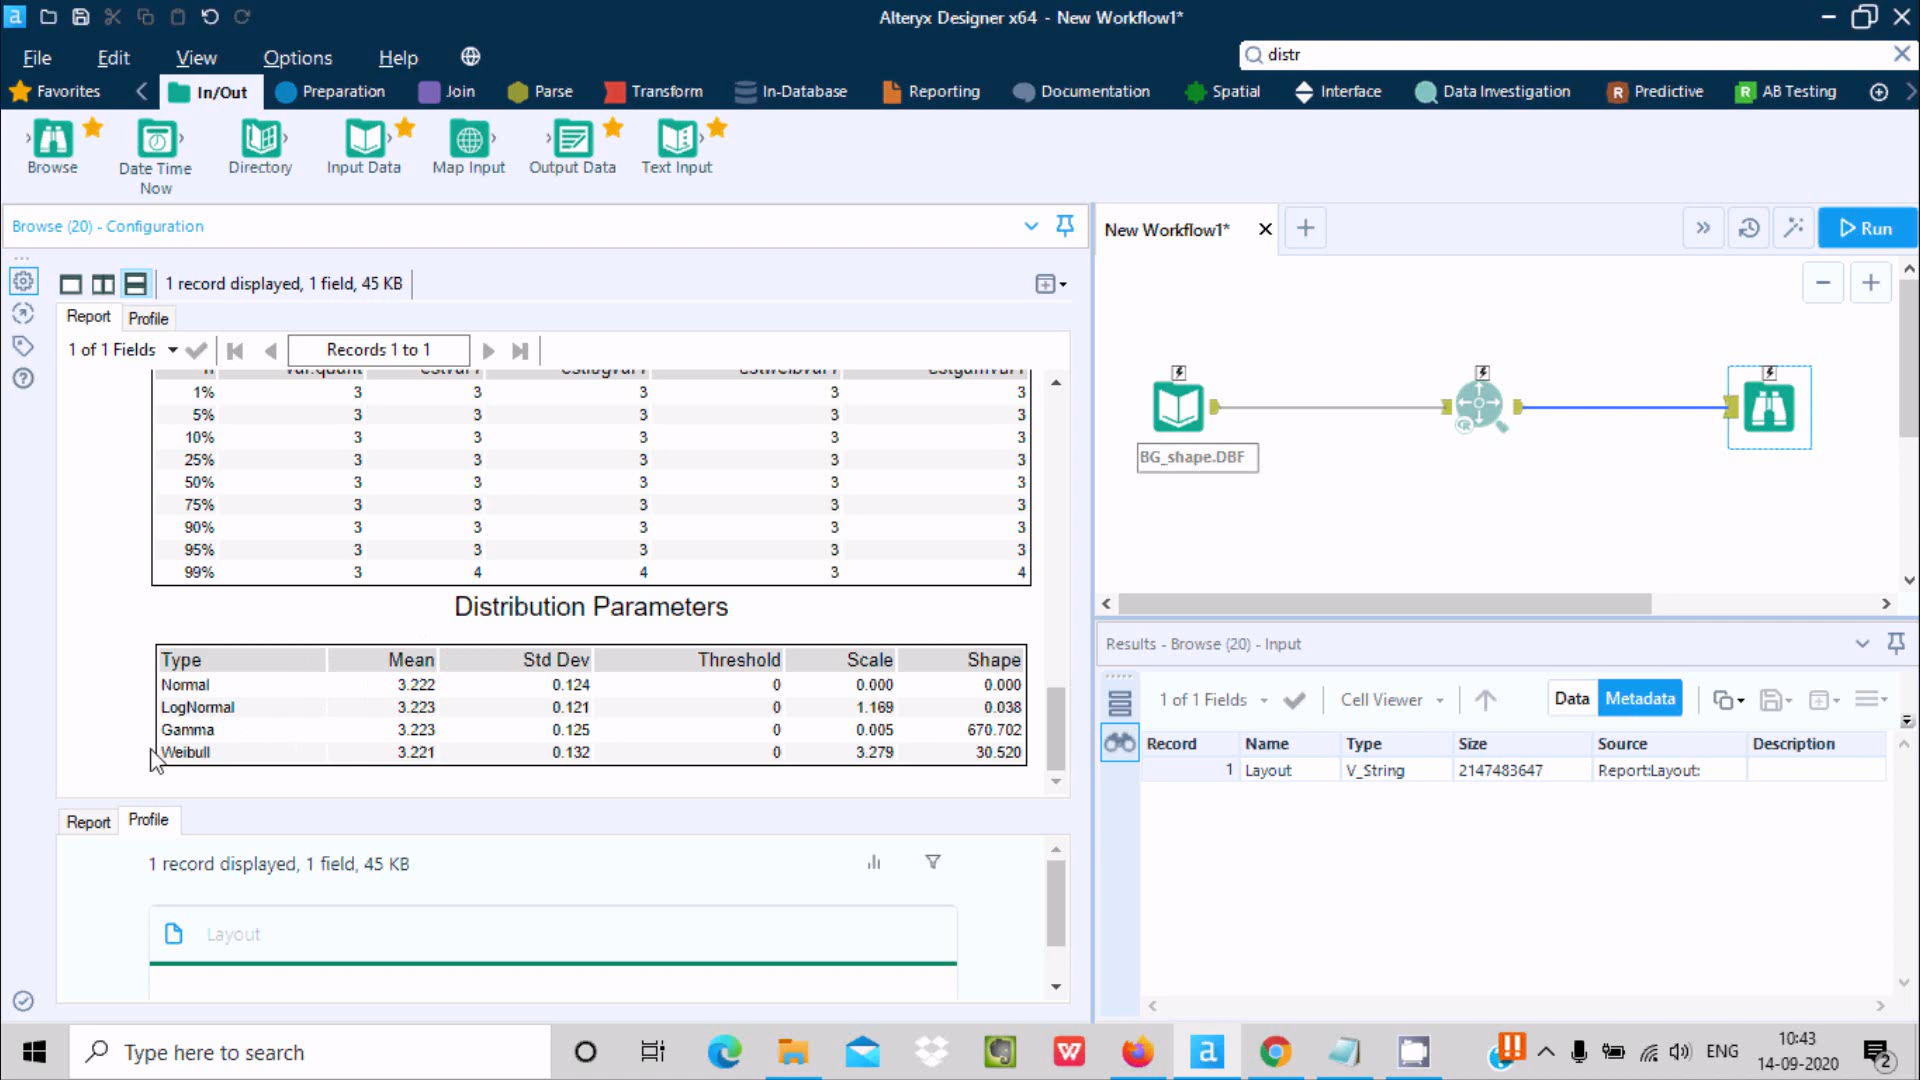 Alteryx Designer x64 - New Workflow1*
File Edit View Options Help
distr
Favorites In/Out Preparation Join Parse Transform In-Database Reporting Documentation Spatial Interface Data Investigation Predictive AB Testing
Browse Date Time Now Directory Input Data Map Input Output Data Text Input
Browse (20) - Configuration
New Workflow1*
Run
1 record displayed, 1 field, 45 KB
Report Profile
1 of 1 Fields Records 1 to 1
1% 3 3 3 3 3
5% 3 3 3 3 3
10% 3 3 3 3 3
25% 3 3 3 3 3
50% 3 3 3 3 3
75% 3 3 3 3 3
90% 3 3 3 3 3
95% 3 3 3 3 3
99% 3 4 4 3 4
Distribution Parameters
Type Mean Std Dev Threshold Scale Shape
Normal 3.222 0.124 0 0.000 0.000
LogNormal 3.223 0.121 0 1.169 0.038
Gamma 3.223 0.125 0 0.005 670.702
Weibull 3.221 0.132 0 3.279 30.520
Report Profile
1 record displayed, 1 field, 45 KB
Layout
BG_shape.DBF
Results - Browse (20) - Input
1 of 1 Fields Cell Viewer Data Metadata
Record Name Type Size Source Description
1 Layout V_String 2147483647 Report:Layout:
Type here to search
ENG
10:43
14-09-2020
2